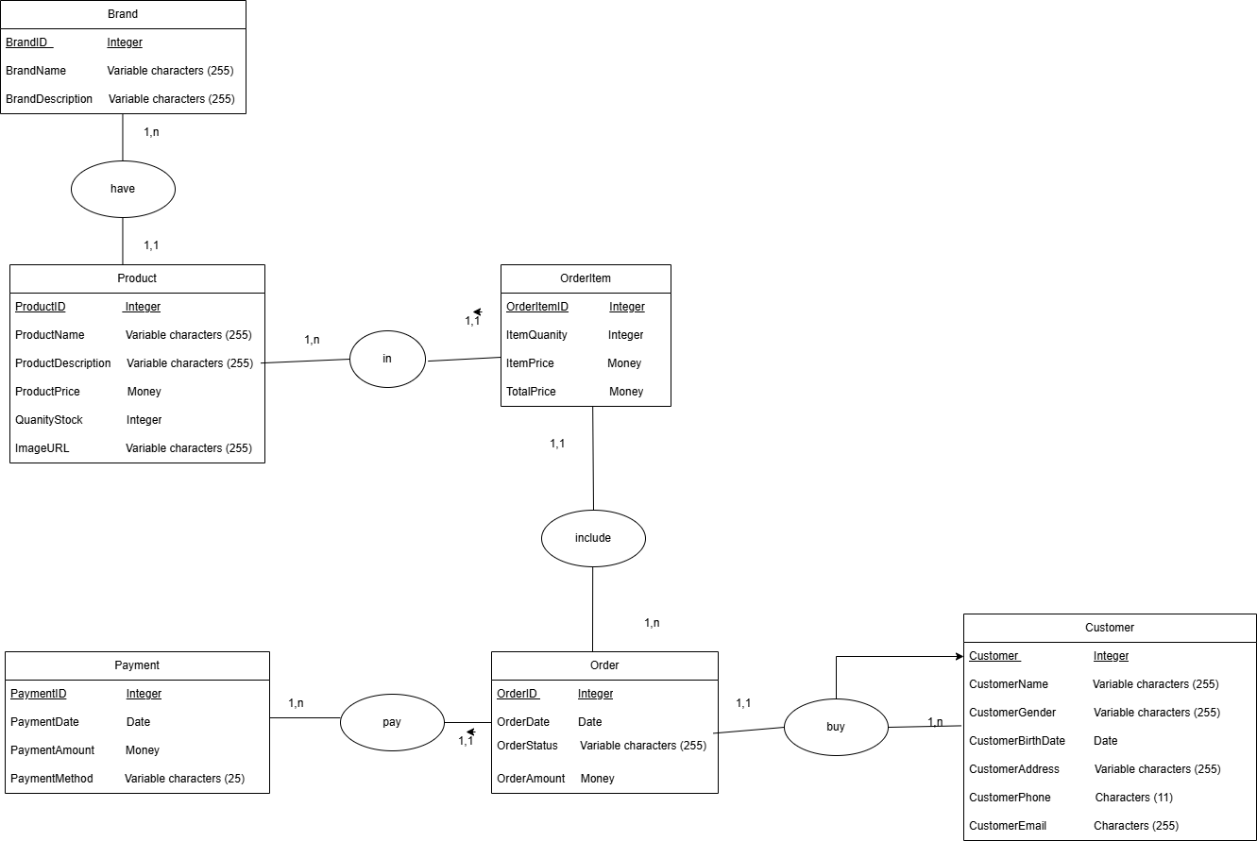 Brand
BrandID Integer
BrandName Variable characters (255)
BrandDescription Variable characters (255)
1,n
have
1,1
Product
ProductID Integer
ProductName Variable characters (255)
ProductDescription Variable characters (255)
ProductPrice Money
QuanityStock Integer
ImageURL Variable characters (255)
1,n
in
1,1
OrderItem
OrderItemID Integer
ItemQuanity Integer
ItemPrice Money
TotalPrice Money
1,1
include
1,n
Payment
PaymentID Integer
PaymentDate Date
PaymentAmount Money
PaymentMethod Variable characters (25)
1,n
pay
1,1
Order
OrderID Integer
OrderDate Date
OrderStatus Variable characters (255)
OrderAmount Money
1,1
buy
1,n
Customer
Customer Integer
CustomerName Variable characters (255)
CustomerGender Variable characters (255)
CustomerBirthDate Date
CustomerAddress Variable characters (255)
CustomerPhone Characters (11)
CustomerEmail Characters (255)